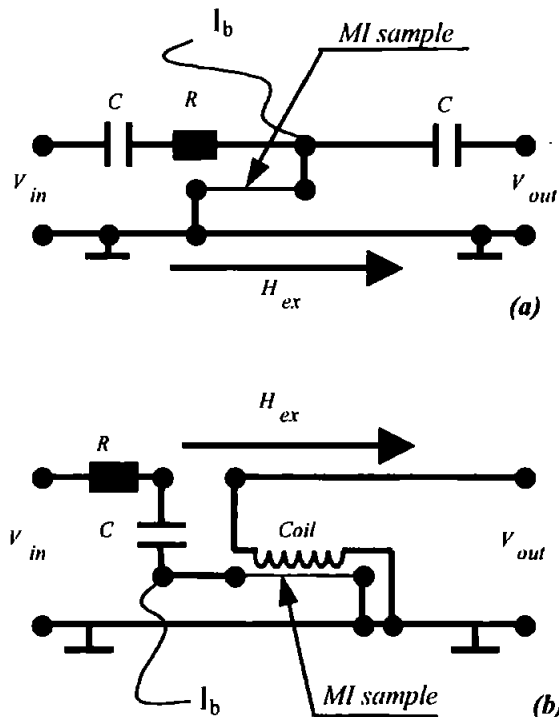 I_b
MI sample
C
R
C
V_in
V_out
H_ex
(a)
H_ex
R
V_in
C
Coil
V_out
I_b
MI sample
(b)